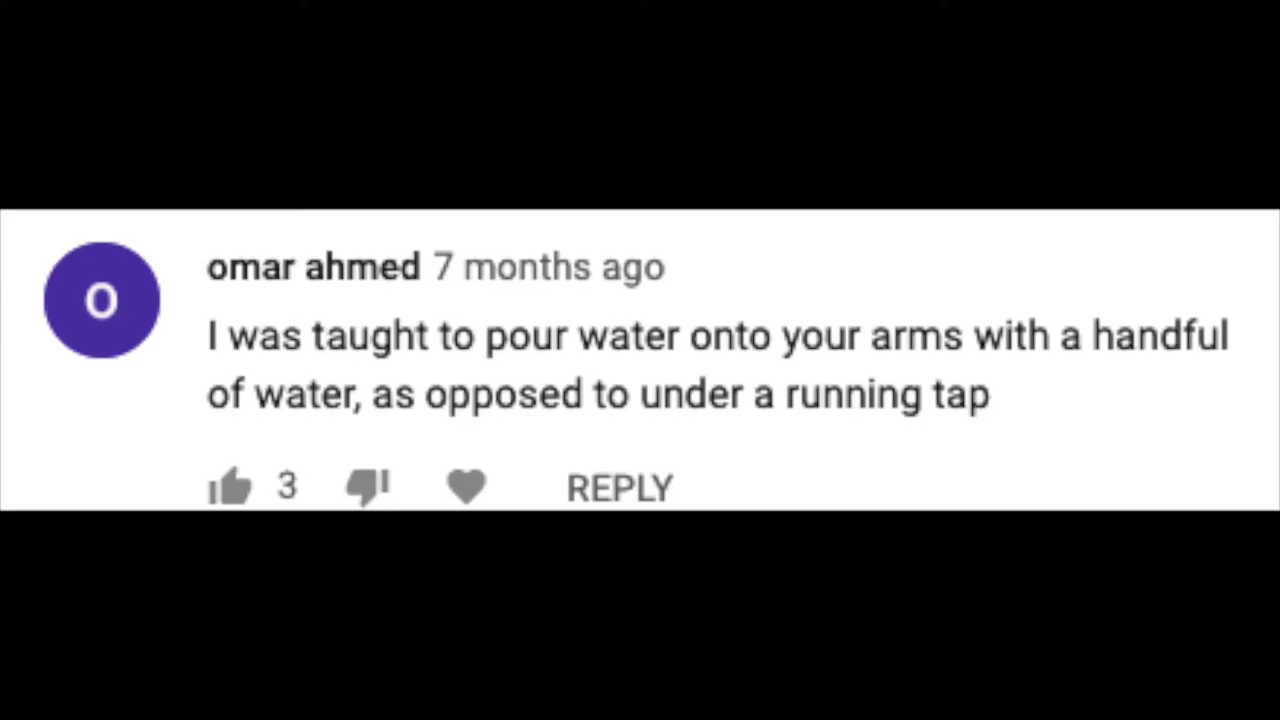 O
omar ahmed 7 months ago
I was taught to pour water onto your arms with a handful
of water, as opposed to under a running tap
3 REPLY